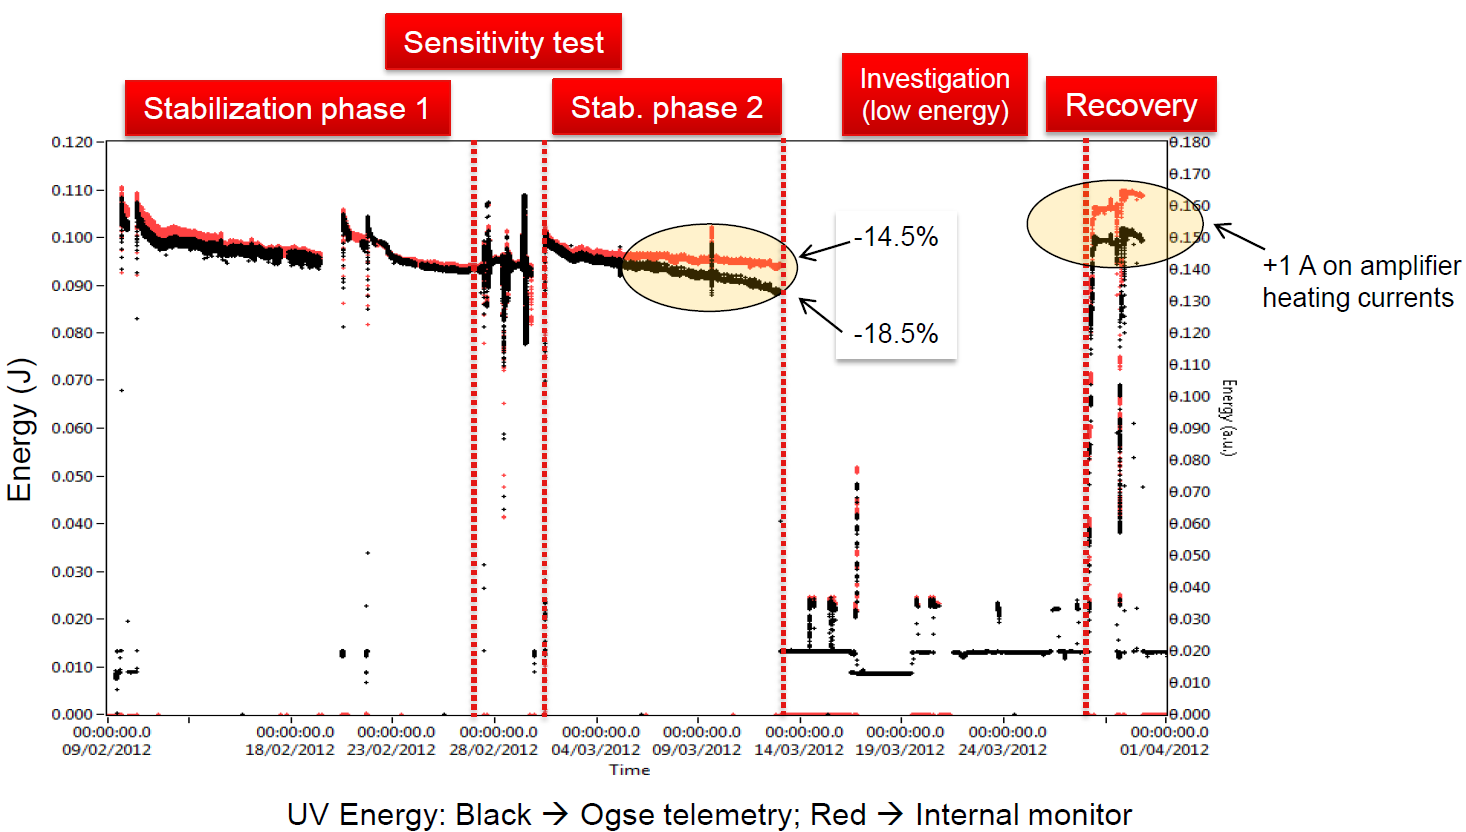 Sensitivity test
Stabilization phase 1
Stab. phase 2
Investigation
(low energy)
Recovery
0.120
0.110
0.100
0.090
0.080
0.070
0.060
0.050
0.040
0.030
0.020
0.010
0.000
Energy (J)
0.180
0.170
0.160
0.150
0.140
0.130
0.120
0.110
0.100
0.090
0.080
0.070
0.060
0.050
0.040
0.030
0.020
0.010
0.000
Energy (a.u.)
-14.5%
-18.5%
+1 A on amplifier
heating currents
00:00:00.0 00:00:00.0 00:00:00.0 00:00:00.0 00:00:00.0 00:00:00.0 00:00:00.0 00:00:00.0 00:00:00.0 00:00:00.0
09/02/2012 18/02/2012 23/02/2012 28/02/2012 04/03/2012 09/03/2012 14/03/2012 19/03/2012 24/03/2012 01/04/2012
Time
UV Energy: Black → Ogse telemetry; Red → Internal monitor